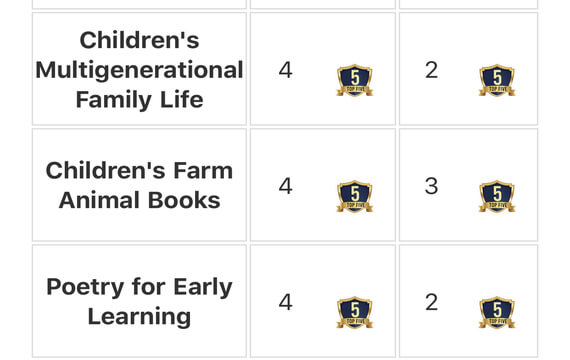 Children's
Multigenerational
Family Life
4
5
TOP FIVE
2
5
TOP FIVE
Children's Farm
Animal Books
4
5
TOP FIVE
3
5
TOP FIVE
Poetry for Early
Learning
4
5
TOP FIVE
2
5
TOP FIVE